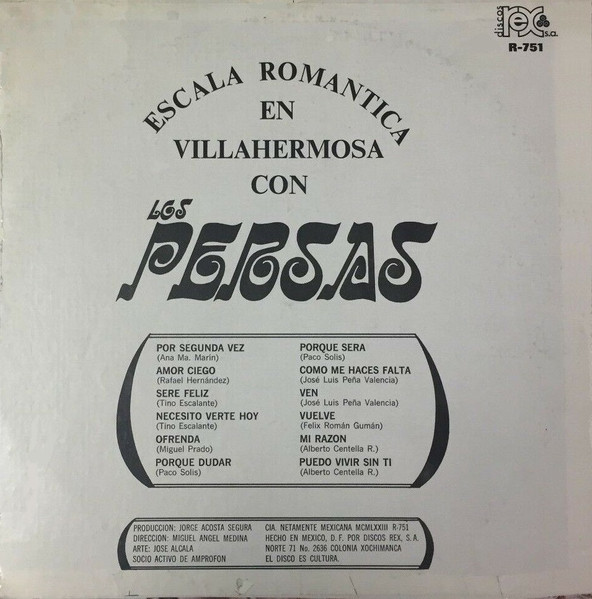 discos
rex s.a.
R-751
ESCALA ROMANTICA
EN
VILLAHERMOSA
CON
LOS
PERSAS
POR SEGUNDA VEZ
(Ana Ma. Marín)
AMOR CIEGO
(Rafael Hernández)
SERE FELIZ
(Tino Escalante)
NECESITO VERTE HOY
(Tino Escalante)
OFRENDA
(Miguel Prado)
PORQUE DUDAR
(Paco Solis)
PORQUE SERA
(Paco Solis)
COMO ME HACES FALTA
(José Luis Peña Valencia)
VEN
(José Luis Peña Valencia)
VUELVE
(Felix Román Gumán)
MI RAZON
(Alberto Centella R.)
PUEDO VIVIR SIN TI
(Alberto Centella R.)
PRODUCCION: JORGE ACOSTA SEGURA
DIRECCION: MIGUEL ANGEL MEDINA
ARTE: JOSE ALCALA
SOCIO ACTIVO DE AMPROFON
CIA. NETAMENTE MEXICANA MCMLXXIII R-751
HECHO EN MEXICO, D. F. POR DISCOS REX, S.A.
NORTE 71 No. 2636 COLONIA XOCHIMANCA
EL DISCO ES CULTURA.